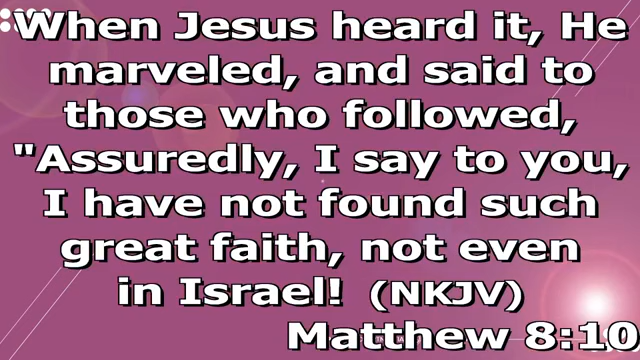 When Jesus heard it, He
marveled, and said to
those who followed,
"Assuredly, I say to you,
I have not found such
great faith, not even
in Israel! (NKJV)
Matthew 8:10